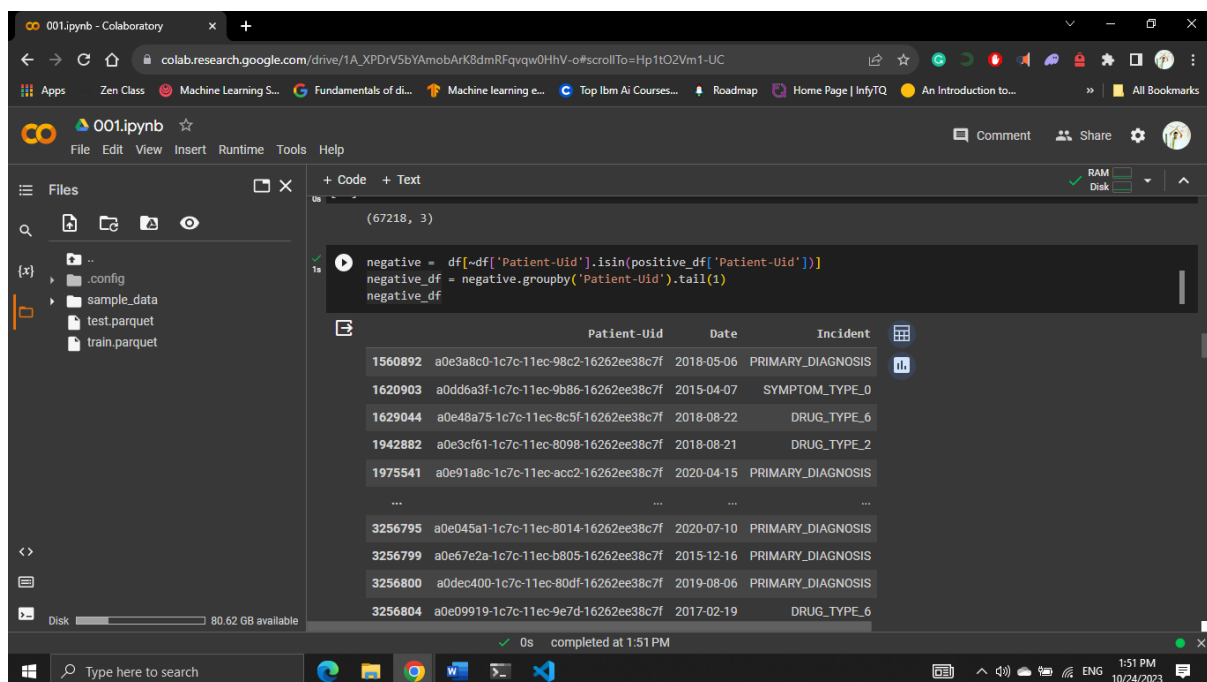 001.ipynb - Colaboratory
colab.research.google.com/drive/1A_XPDrV5bYAmobArK8dmRFqvqw0HhV-o#scrollTo=Hp1tO2Vm1-UC
Apps Zen Class Machine Learning S... Fundamentals of di... Machine learning e... Top Ibm Ai Courses... Roadmap Home Page | InfyTQ An Introduction to... » All Bookmarks
001.ipynb
Comment Share
File Edit View Insert Runtime Tools Help
Files
+ Code + Text
RAM
Disk
0s
(67218, 3)
..
{x}
.config
sample_data
test.parquet
train.parquet
1s
negative = df[~df['Patient-Uid'].isin(positive_df['Patient-Uid'])]
negative_df = negative.groupby('Patient-Uid').tail(1)
negative_df
Patient-Uid Date Incident
1560892 a0e3a8c0-1c7c-11ec-98c2-16262ee38c7f 2018-05-06 PRIMARY_DIAGNOSIS
1620903 a0dd6a3f-1c7c-11ec-9b86-16262ee38c7f 2015-04-07 SYMPTOM_TYPE_0
1629044 a0e48a75-1c7c-11ec-8c5f-16262ee38c7f 2018-08-22 DRUG_TYPE_6
1942882 a0e3cf61-1c7c-11ec-8098-16262ee38c7f 2018-08-21 DRUG_TYPE_2
1975541 a0e91a8c-1c7c-11ec-acc2-16262ee38c7f 2020-04-15 PRIMARY_DIAGNOSIS
... ... ... ...
3256795 a0e045a1-1c7c-11ec-8014-16262ee38c7f 2020-07-10 PRIMARY_DIAGNOSIS
3256799 a0e67e2a-1c7c-11ec-b805-16262ee38c7f 2015-12-16 PRIMARY_DIAGNOSIS
3256800 a0dec400-1c7c-11ec-80df-16262ee38c7f 2019-08-06 PRIMARY_DIAGNOSIS
3256804 a0e09919-1c7c-11ec-9e7d-16262ee38c7f 2017-02-19 DRUG_TYPE_6
Disk 80.62 GB available
0s completed at 1:51 PM
Type here to search
ENG
1:51 PM
10/24/2023